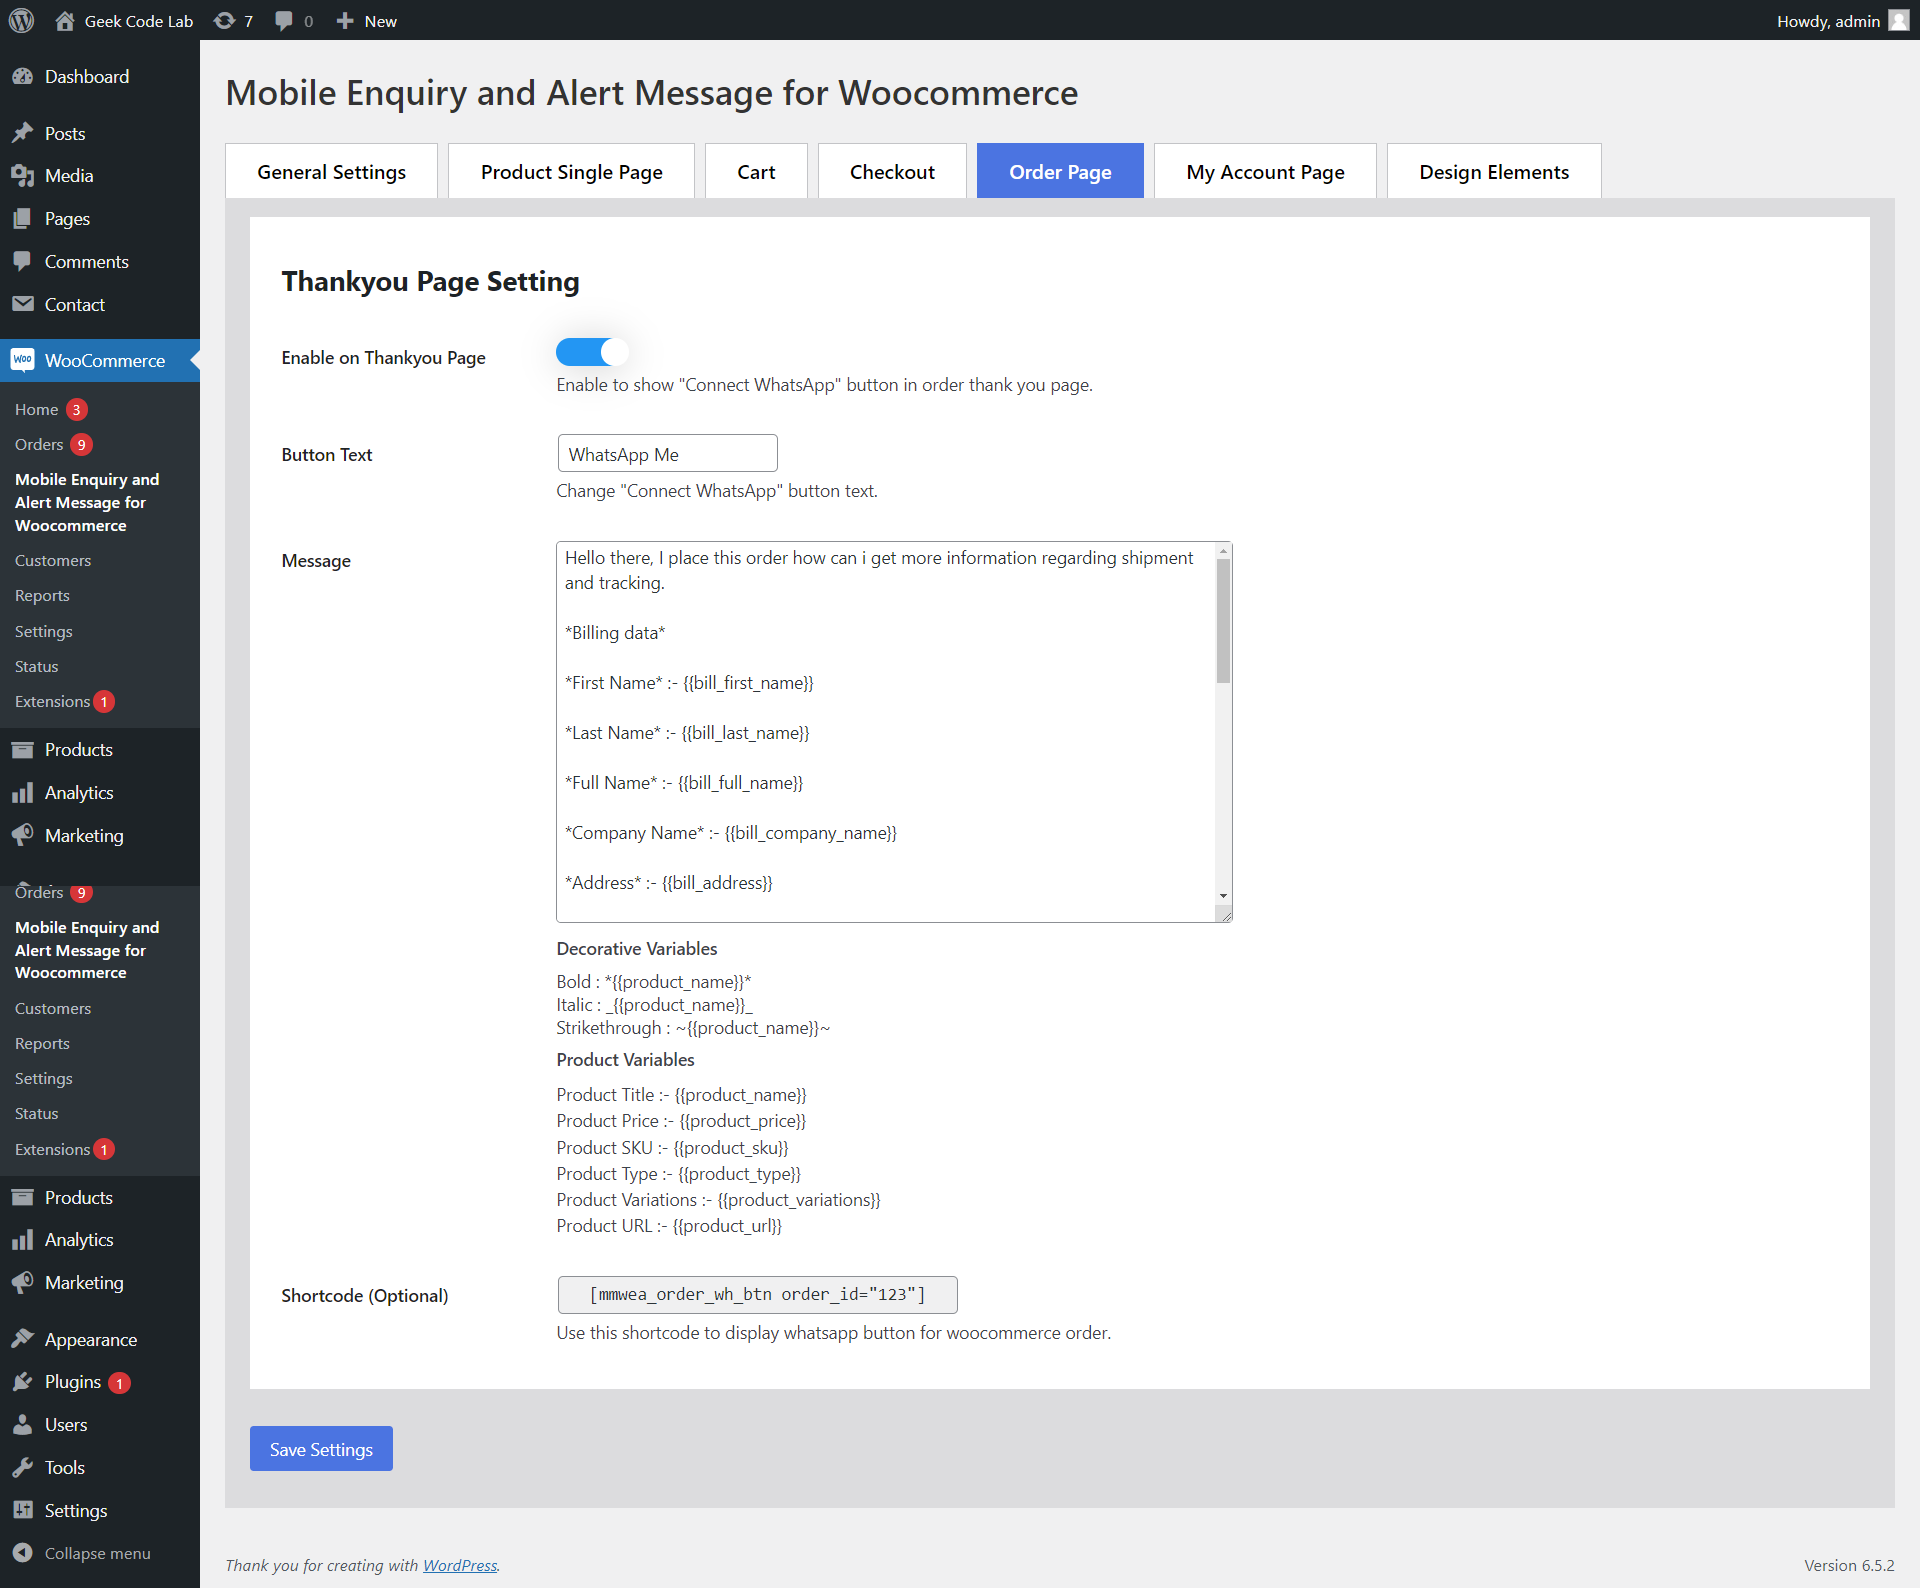 Geek Code Lab 7 0 New Howdy, admin
Dashboard
Posts
Media
Pages
Comments
Contact
Woo WooCommerce
Home 3
Orders 9
Mobile Enquiry and
Alert Message for
Woocommerce
Customers
Reports
Settings
Status
Extensions 1
Products
Analytics
Marketing
Orders 9
Mobile Enquiry and
Alert Message for
Woocommerce
Customers
Reports
Settings
Status
Extensions 1
Products
Analytics
Marketing
Appearance
Plugins 1
Users
Tools
Settings
Collapse menu
Mobile Enquiry and Alert Message for Woocommerce
General Settings Product Single Page Cart Checkout Order Page My Account Page Design Elements
Thankyou Page Setting
Enable on Thankyou Page
Enable to show "Connect WhatsApp" button in order thank you page.
Button Text WhatsApp Me
Change "Connect WhatsApp" button text.
Message
Hello there, I place this order how can i get more information regarding shipment
and tracking.
*Billing data*
*First Name* :- {{bill_first_name}}
*Last Name* :- {{bill_last_name}}
*Full Name* :- {{bill_full_name}}
*Company Name* :- {{bill_company_name}}
*Address* :- {{bill_address}}
Decorative Variables
Bold : *{{product_name}}*
Italic : _{{product_name}}_
Strikethrough : ~{{product_name}}~
Product Variables
Product Title :- {{product_name}}
Product Price :- {{product_price}}
Product SKU :- {{product_sku}}
Product Type :- {{product_type}}
Product Variations :- {{product_variations}}
Product URL :- {{product_url}}
Shortcode (Optional) [mmwea_order_wh_btn order_id="123"]
Use this shortcode to display whatsapp button for woocommerce order.
Save Settings
Thank you for creating with WordPress. Version 6.5.2